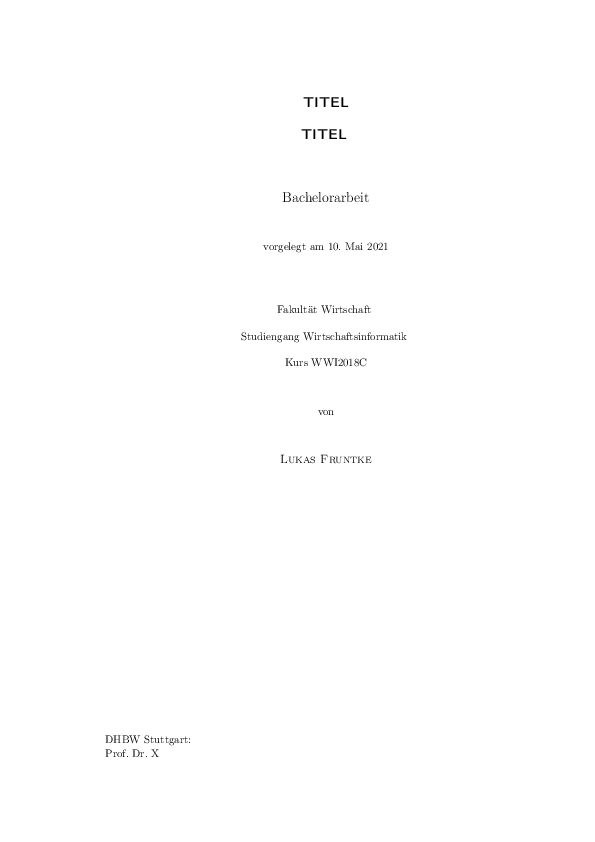 TITEL
TITEL
Bachelorarbeit
vorgelegt am 10. Mai 2021
Fakultät Wirtschaft
Studiengang Wirtschaftsinformatik
Kurs WWI2018C
von
Lukas Fruntke
DHBW Stuttgart:
Prof. Dr. X